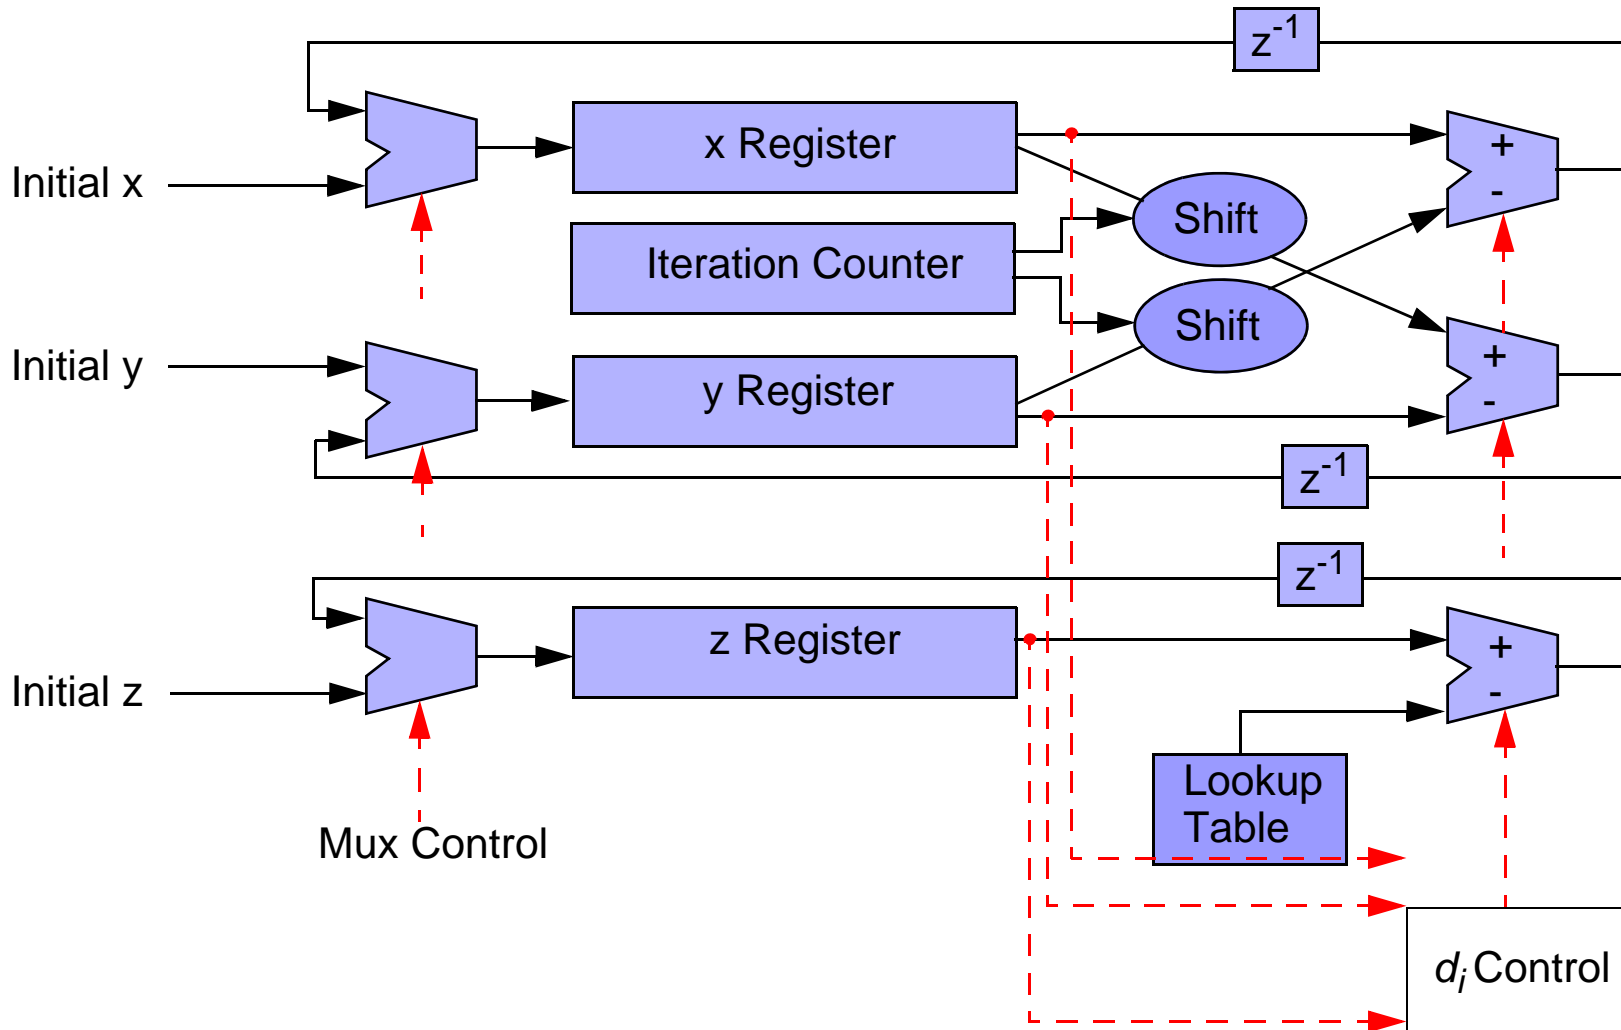 z-1
x Register
+
Initial x
-
Shift
Iteration Counter
Shift
Initial y
+
y Register
-
z-1
z-1
z Register
+
Initial z
-
Lookup
Table
Mux Control
di Control